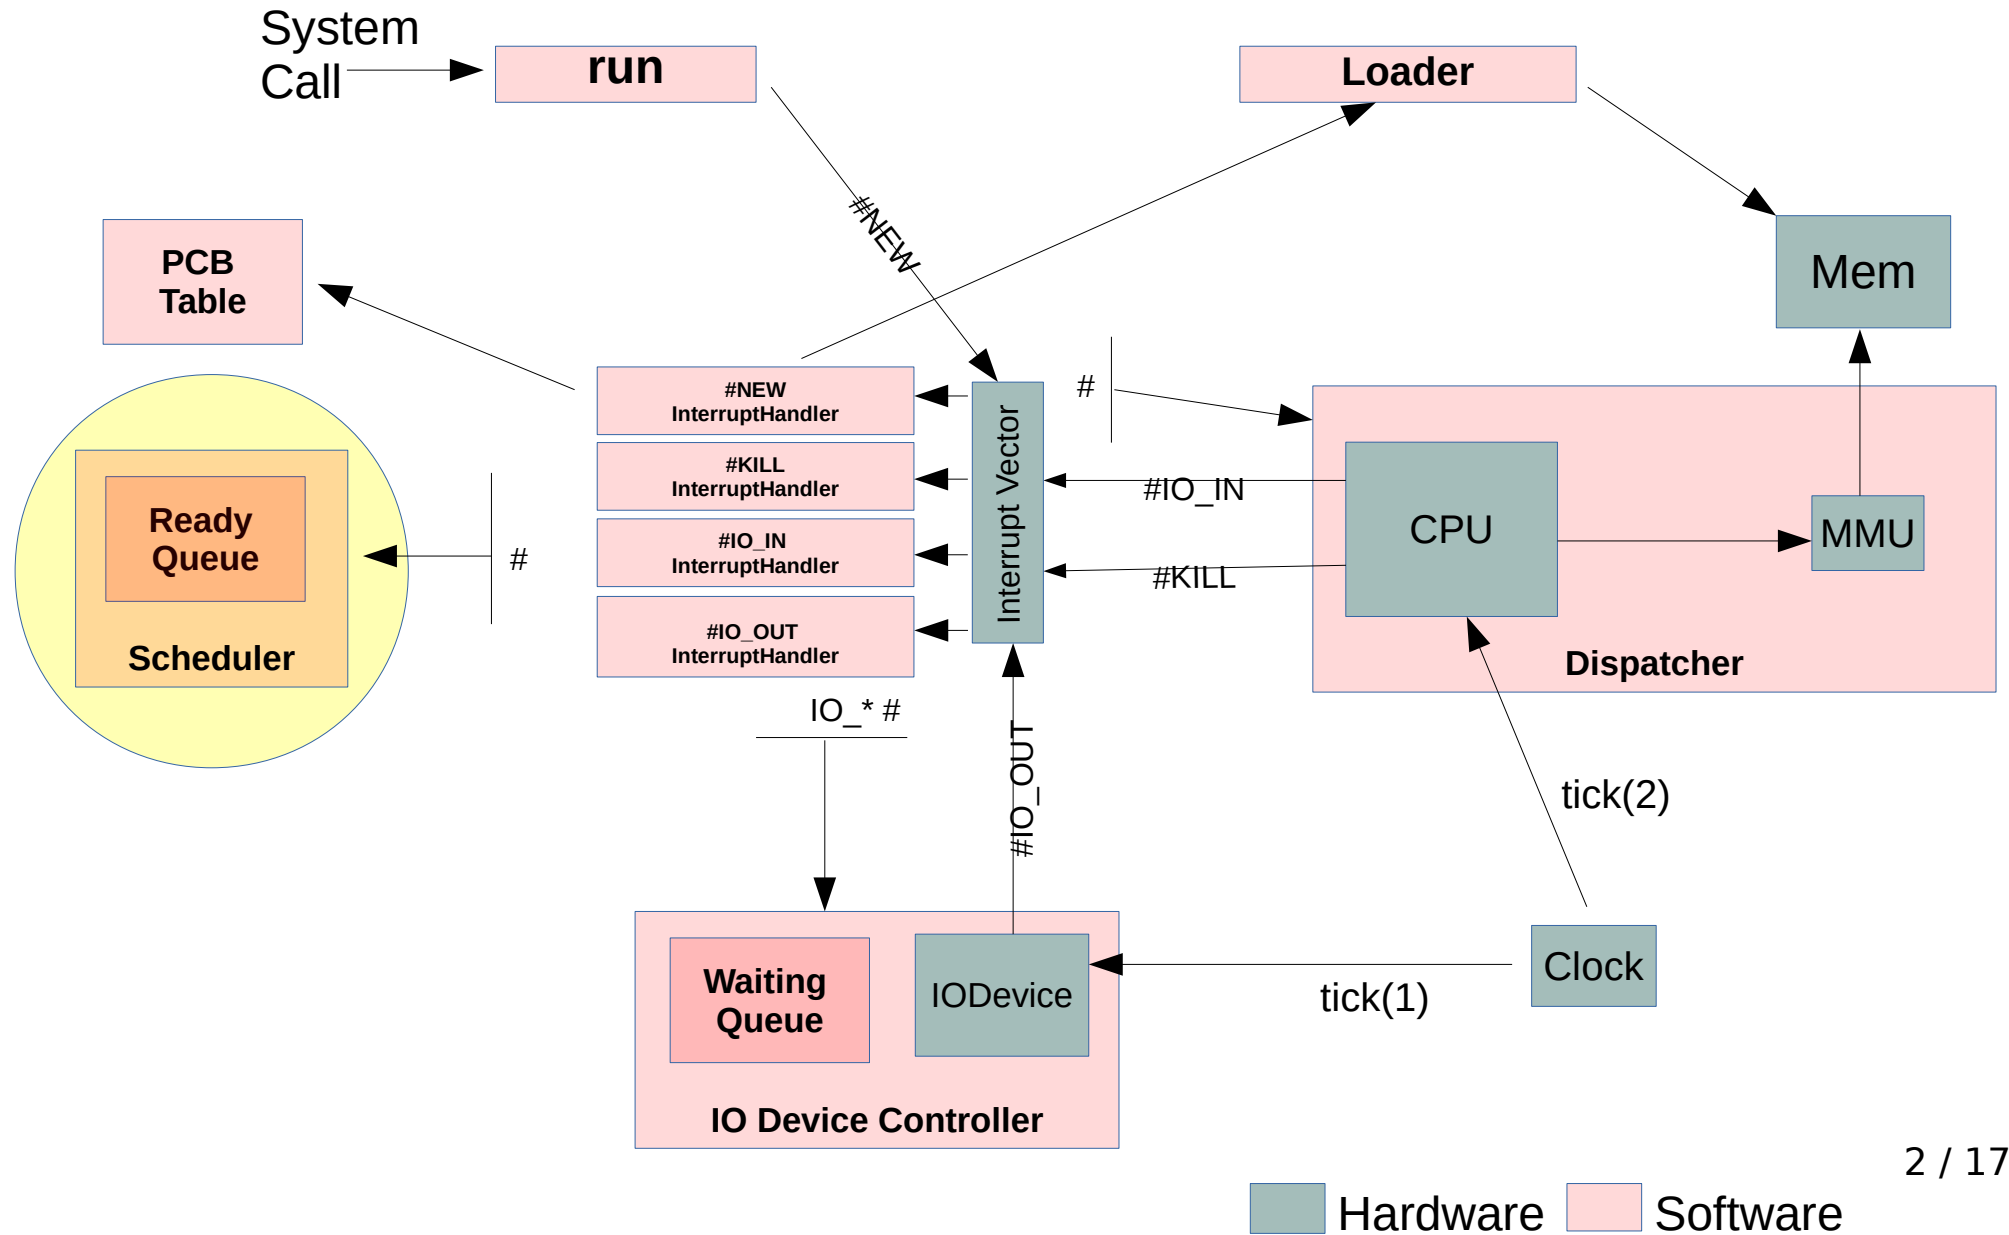 System
Call
run
Loader
#NEW
PCB
Table
Mem
#NEW
InterruptHandler
#KILL
InterruptHandler
#IO_IN
InterruptHandler
#IO_OUT
InterruptHandler
Interrupt Vector
#
#IO_IN
#KILL
CPU
MMU
Dispatcher
Ready
Queue
Scheduler
#
IO_* #
#IO_OUT
tick(2)
Waiting
Queue
IODevice
IO Device Controller
tick(1)
Clock
2 / 17
Hardware
Software